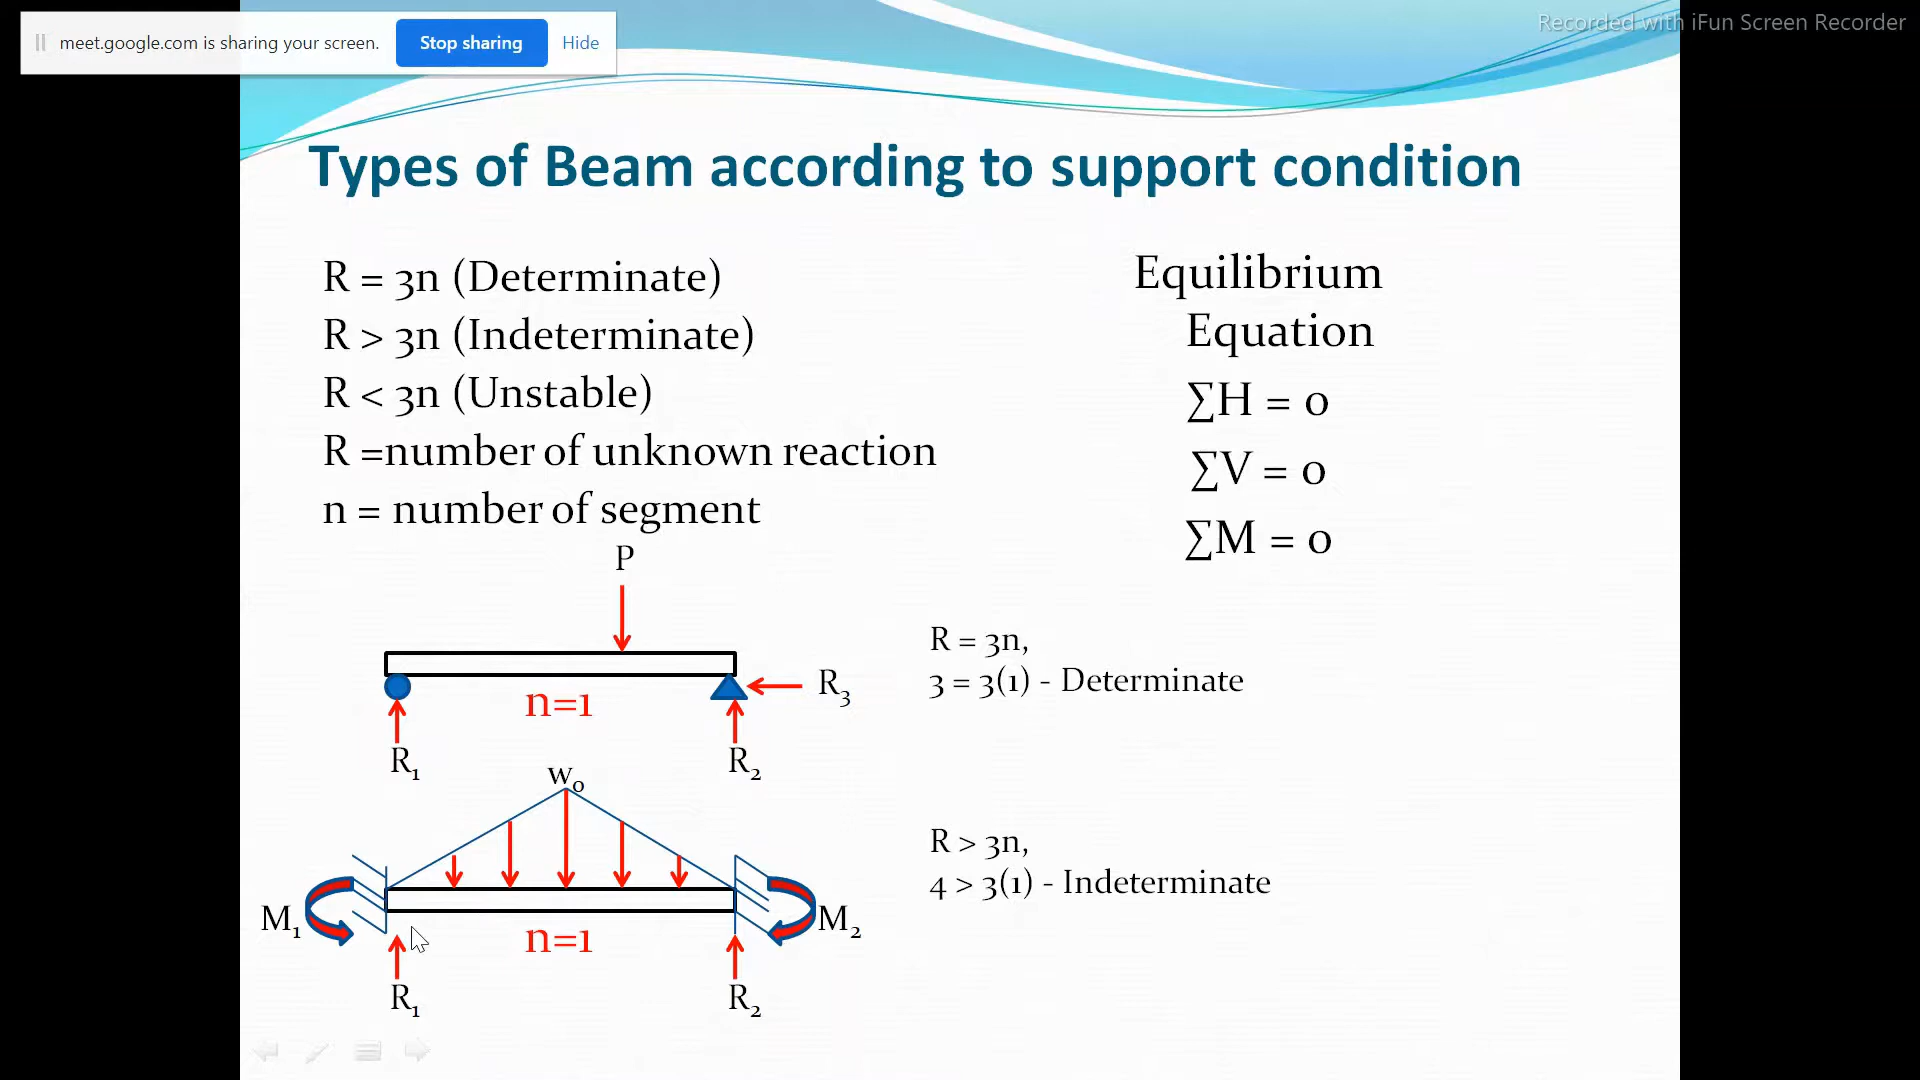 meet.google.com is sharing your screen. Stop sharing Hide
Recorded with iFun Screen Recorder
Types of Beam according to support condition
R = 3n (Determinate)
R > 3n (Indeterminate)
R < 3n (Unstable)
R =number of unknown reaction
n = number of segment
Equilibrium
Equation
∑H = 0
∑V = 0
∑M = 0
P
n=1
R₃
R₁
R₂
R = 3n,
3 = 3(1) - Determinate
w₀
M₁
n=1
M₂
R₁
R₂
R > 3n,
4 > 3(1) - Indeterminate